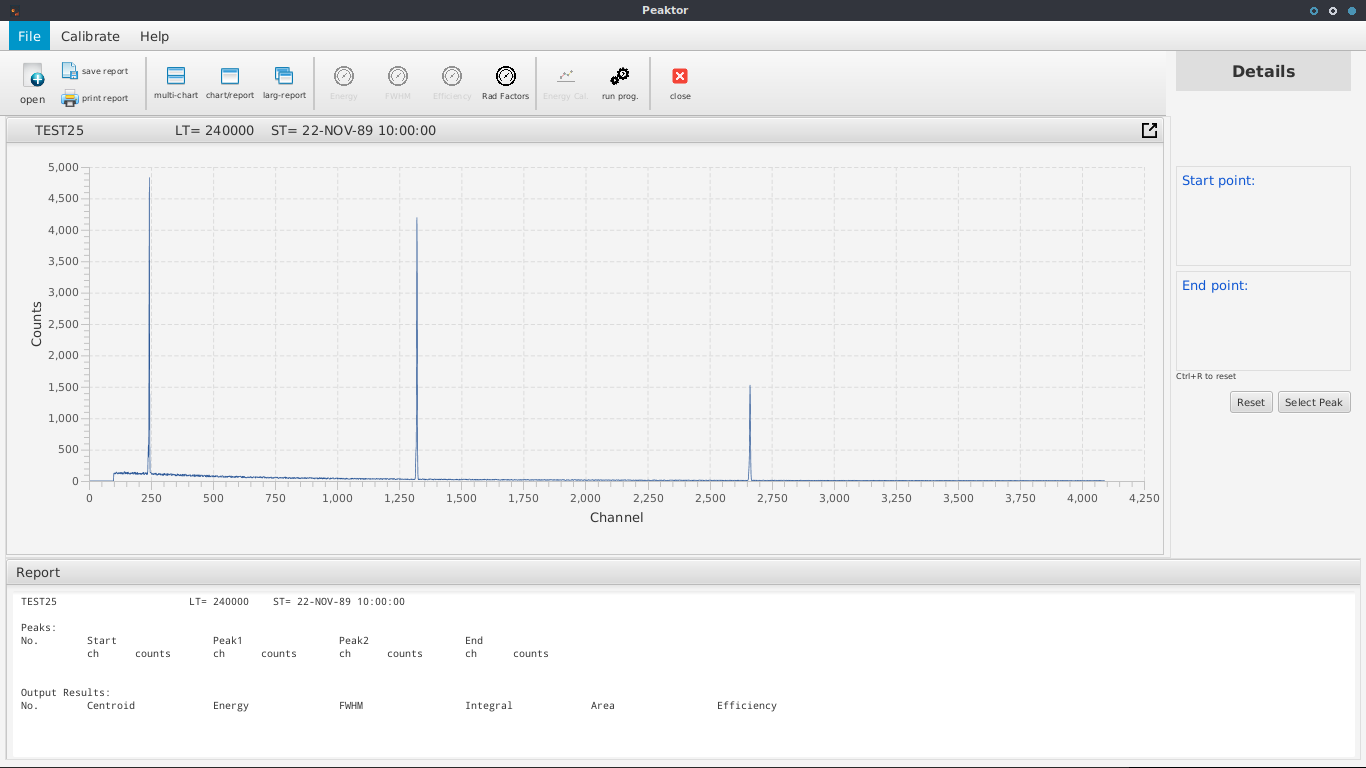 Peaktor
File Calibrate Help
open
save report
print report
multi-chart
chart/report
larg-report
Energy
FWHM
Efficiency
Rad Factors
Energy Cal.
run prog.
close
Details
TEST25 LT= 240000 ST= 22-NOV-89 10:00:00
Start point:
End point:
Ctrl+R to reset
Reset Select Peak
5,000
4,500
4,000
3,500
3,000
2,500
2,000
1,500
1,000
500
0
Counts
0 250 500 750 1,000 1,250 1,500 1,750 2,000 2,250 2,500 2,750 3,000 3,250 3,500 3,750 4,000 4,250
Channel
Report
TEST25 LT= 240000 ST= 22-NOV-89 10:00:00
Peaks:
No. Start Peak1 Peak2 End
ch counts ch counts ch counts ch counts
Output Results:
No. Centroid Energy FWHM Integral Area Efficiency